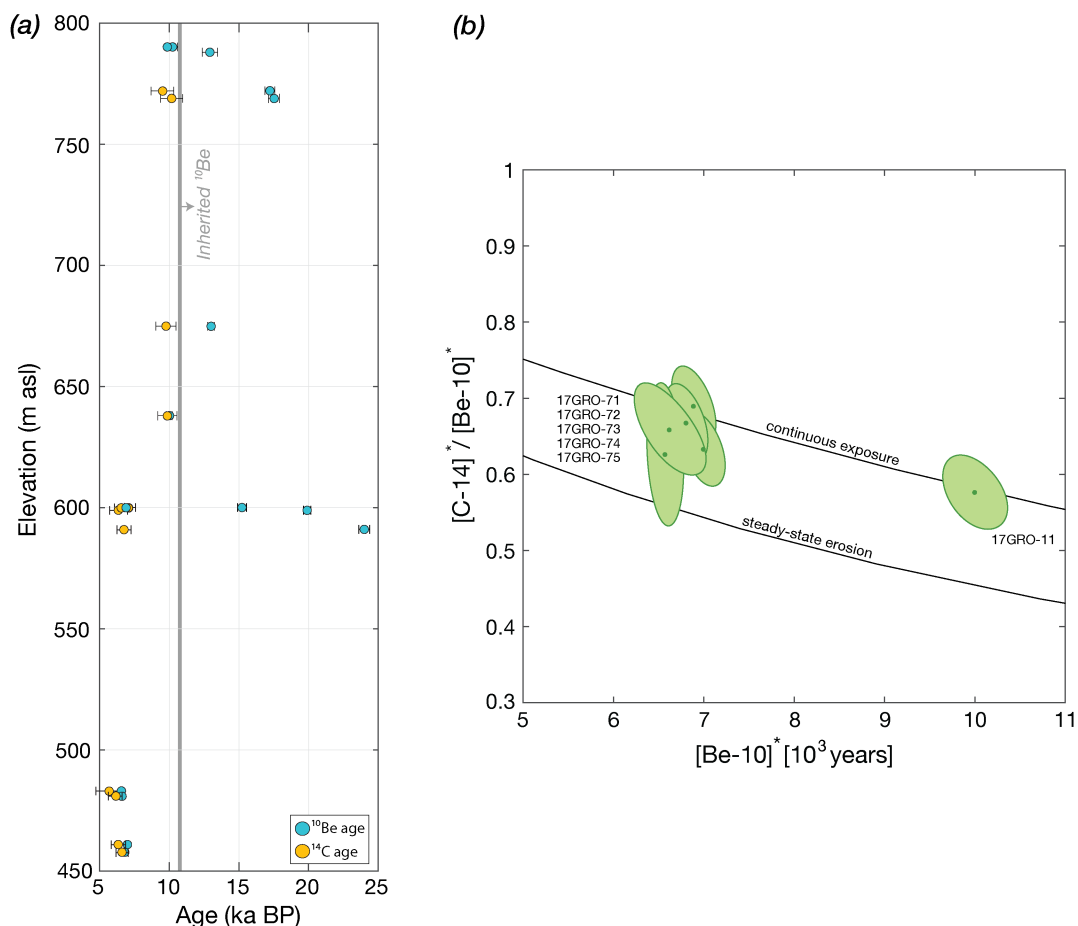 (a)
800
750
700
650
600
550
500
450
Elevation (m asl)
Inherited ¹⁰Be
¹⁰Be age
¹⁴C age
5 10 15 20 25
Age (ka BP)
(b)
1
0.9
0.8
0.7
0.6
0.5
0.4
0.3
[C-14]* / [Be-10]*
17GRO-71
17GRO-72
17GRO-73
17GRO-74
17GRO-75
continuous exposure
steady-state erosion
17GRO-11
5 6 7 8 9 10 11
[Be-10]* [10³ years]